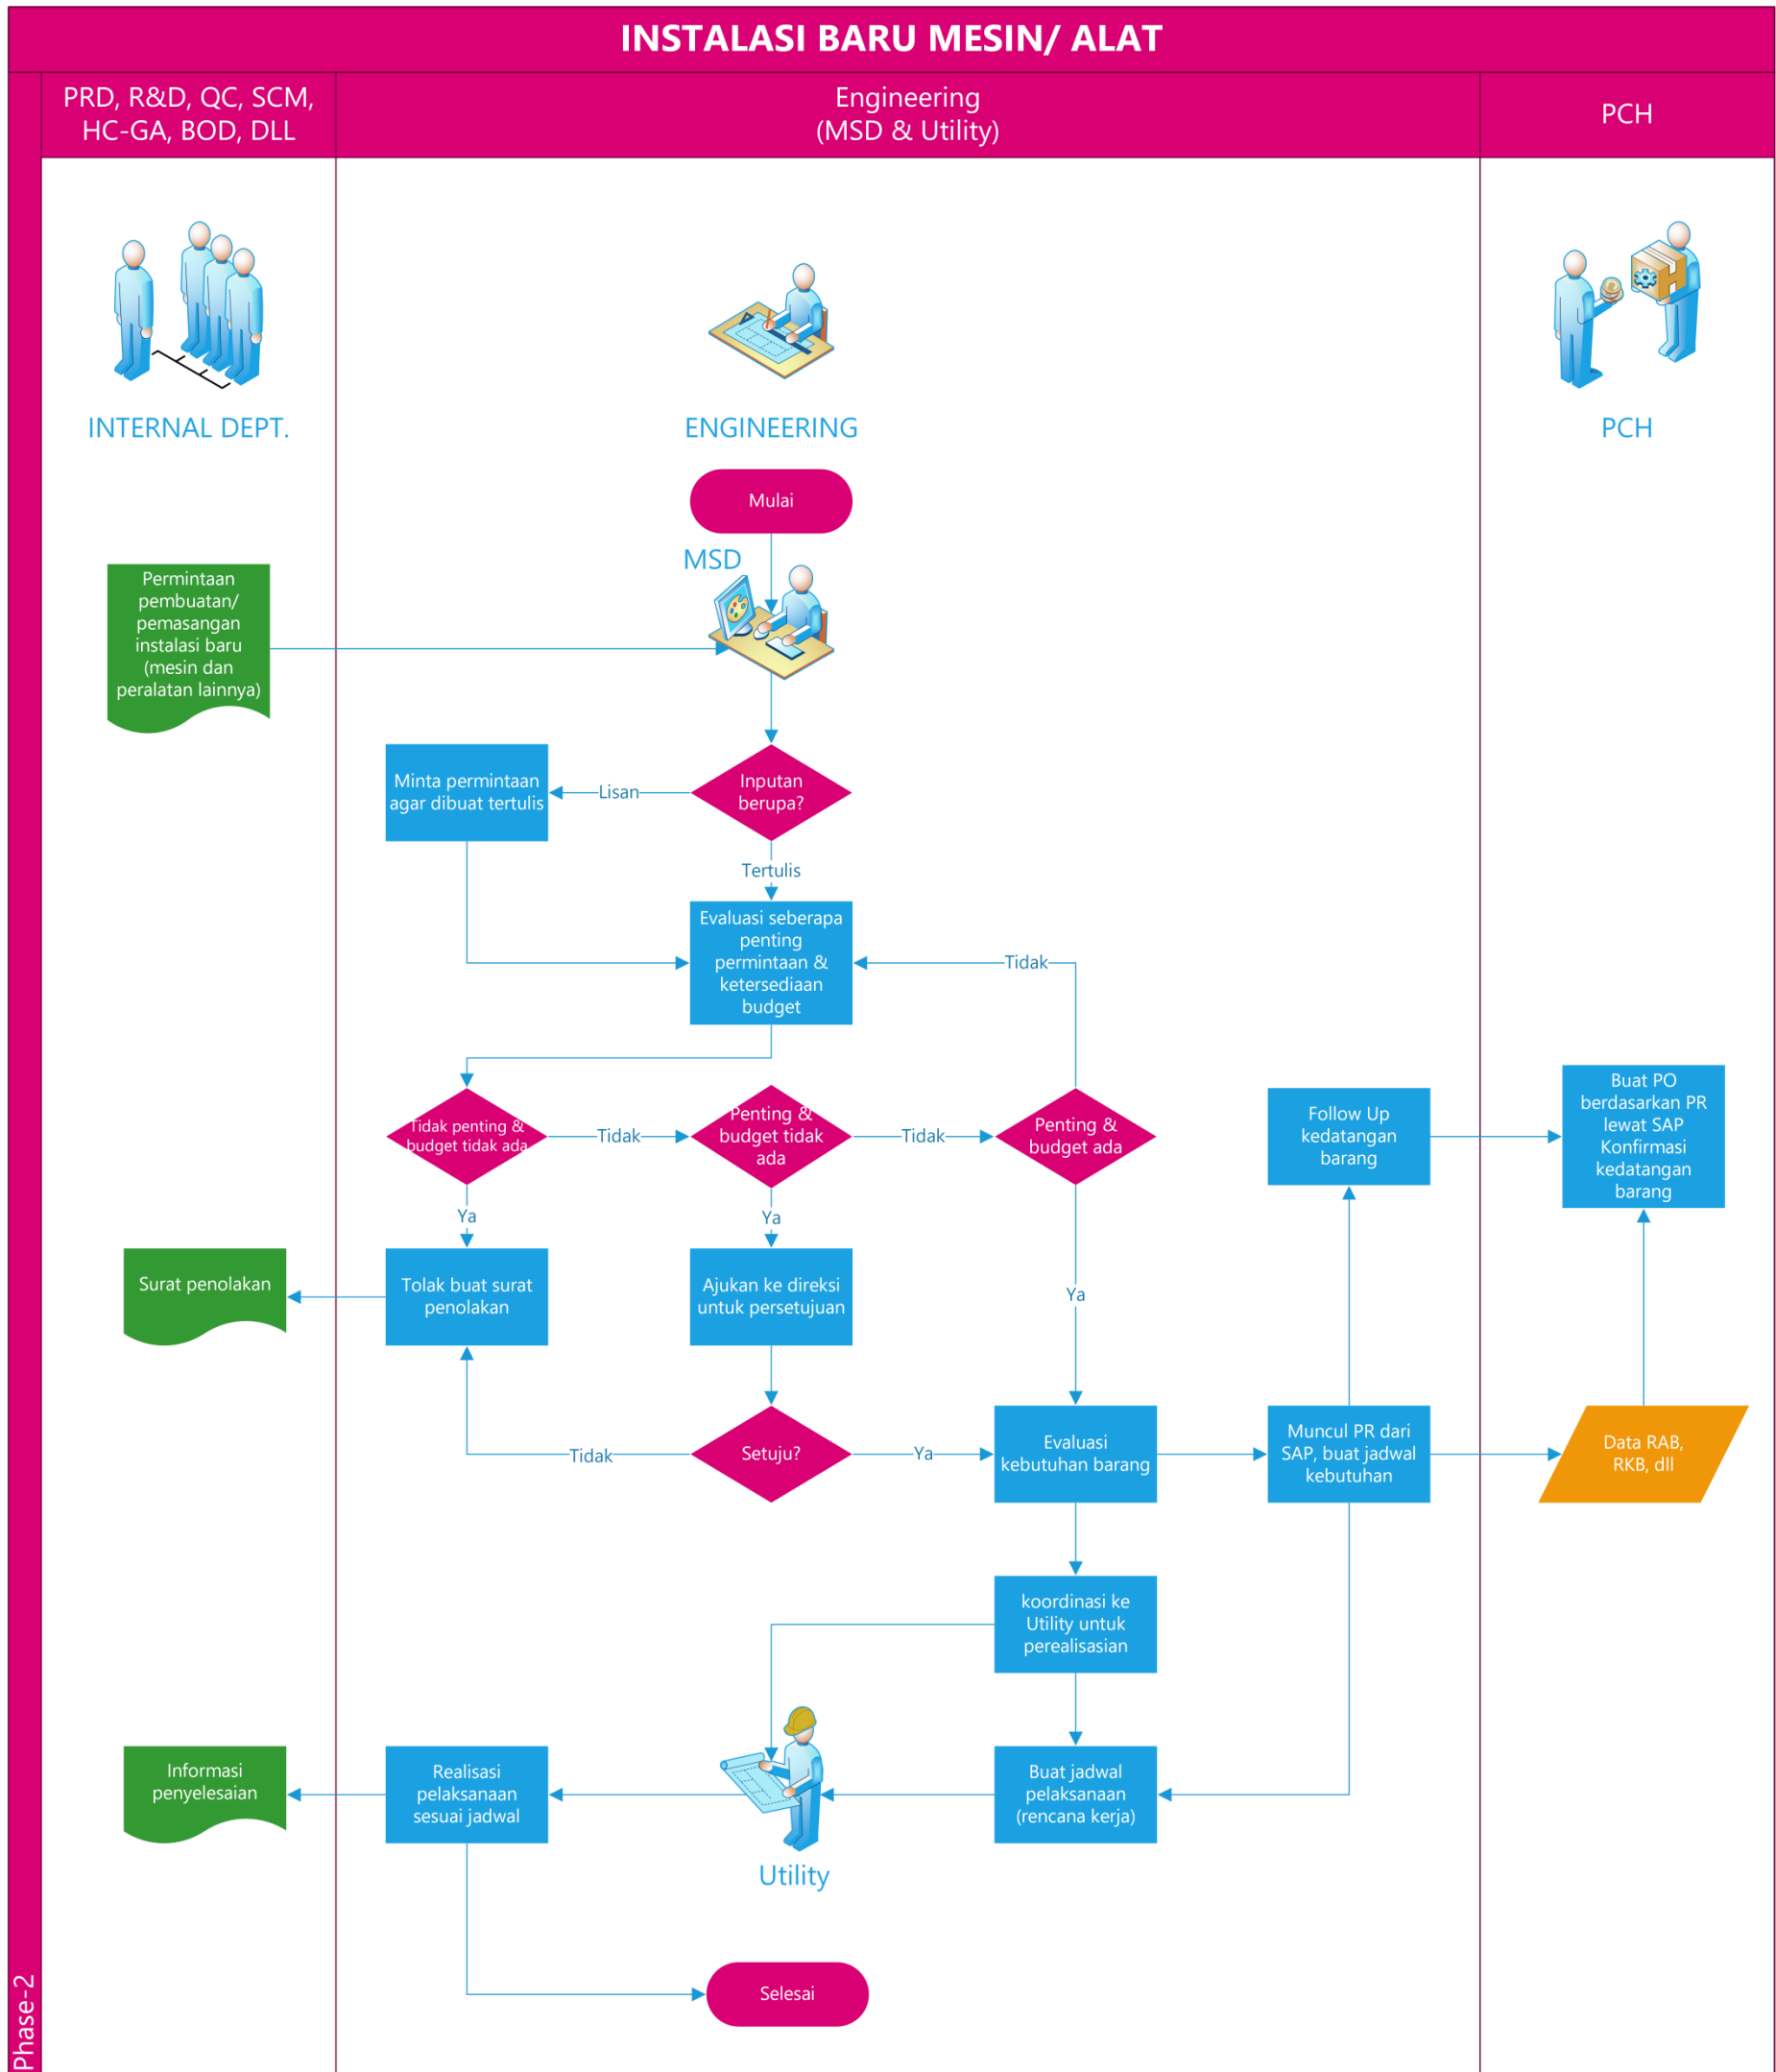 INSTALASI BARU MESIN/ ALAT
PRD, R&D, QC, SCM,
HC-GA, BOD, DLL
Engineering
(MSD & Utility)
PCH
INTERNAL DEPT.
ENGINEERING
PCH
Mulai
MSD
Permintaan
pembuatan/
pemasangan
instalasi baru
(mesin dan
peralatan lainnya)
Minta permintaan
agar dibuat tertulis
Lisan
Inputan
berupa?
Tertulis
Evaluasi seberapa
penting
permintaan &
ketersediaan
budget
Tidak
Tidak penting &
budget tidak ada
Tidak
Penting &
budget tidak
ada
Tidak
Penting &
budget ada
Follow Up
kedatangan
barang
Buat PO
berdasarkan PR
lewat SAP
Konfirmasi
kedatangan
barang
Ya
Ya
Ya
Surat penolakan
Tolak buat surat
penolakan
Ajukan ke direksi
untuk persetujuan
Tidak
Setuju?
Ya
Evaluasi
kebutuhan barang
Muncul PR dari
SAP, buat jadwal
kebutuhan
Data RAB,
RKB, dll
koordinasi ke
Utility untuk
perealisasian
Informasi
penyelesaian
Realisasi
pelaksanaan
sesuai jadwal
Utility
Buat jadwal
pelaksanaan
(rencana kerja)
Selesai
Phase-2